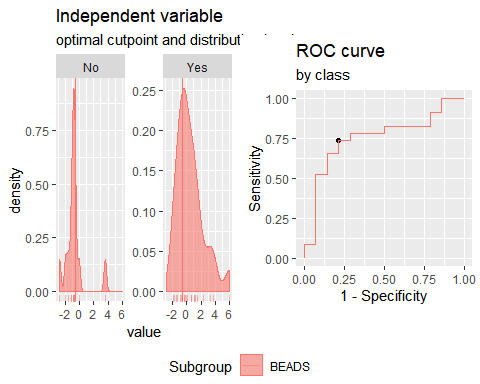 Independent variable
optimal cutpoint and distribut
No
Yes
density
0.75
0.50
0.25
0.00
0.25
0.20
0.15
0.10
0.05
0.00
-2 0 2 4 6
-2 0 2 4 6
value
ROC curve
by class
Sensitivity
1.00
0.75
0.50
0.25
0.00
0.00 0.25 0.50 0.75 1.00
1 - Specificity
Subgroup BEADS